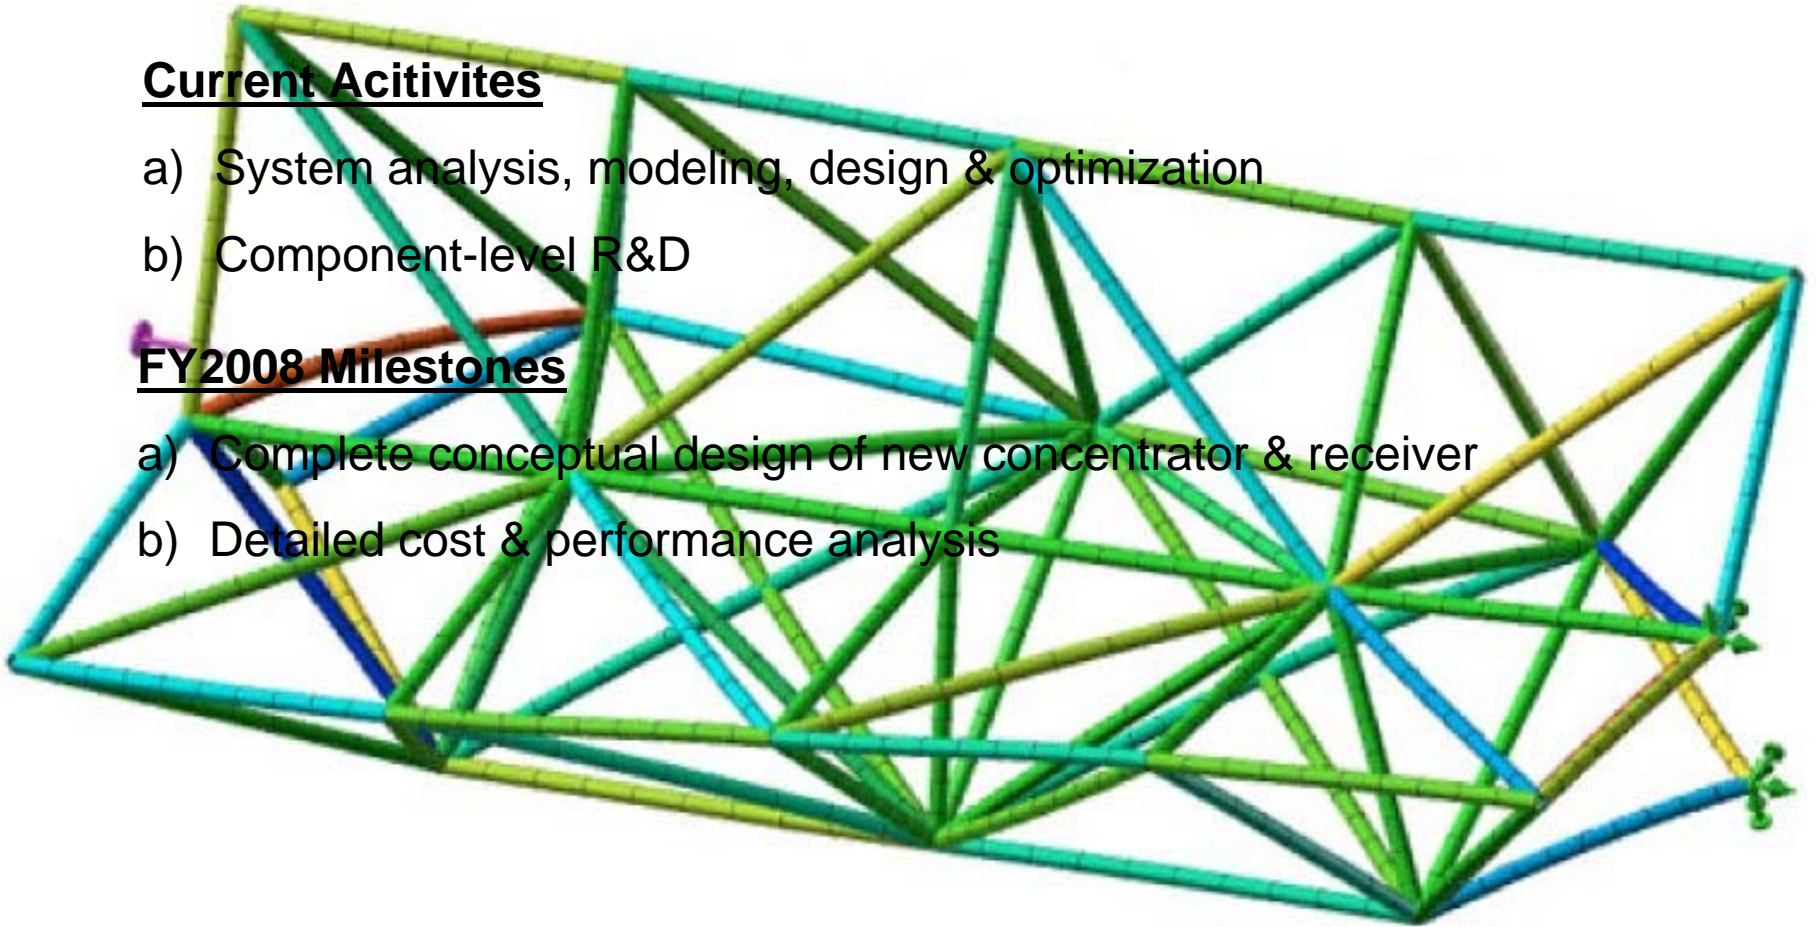 Current Acitivites
a) System analysis, modeling, design & optimization
b) Component-level R&D
FY2008 Milestones
a) Complete conceptual design of new concentrator & receiver
b) Detailed cost & performance analysis